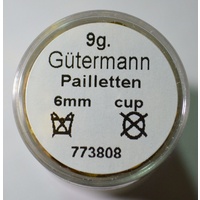 9g.
Gütermann
Pailletten
6mm cup
773808